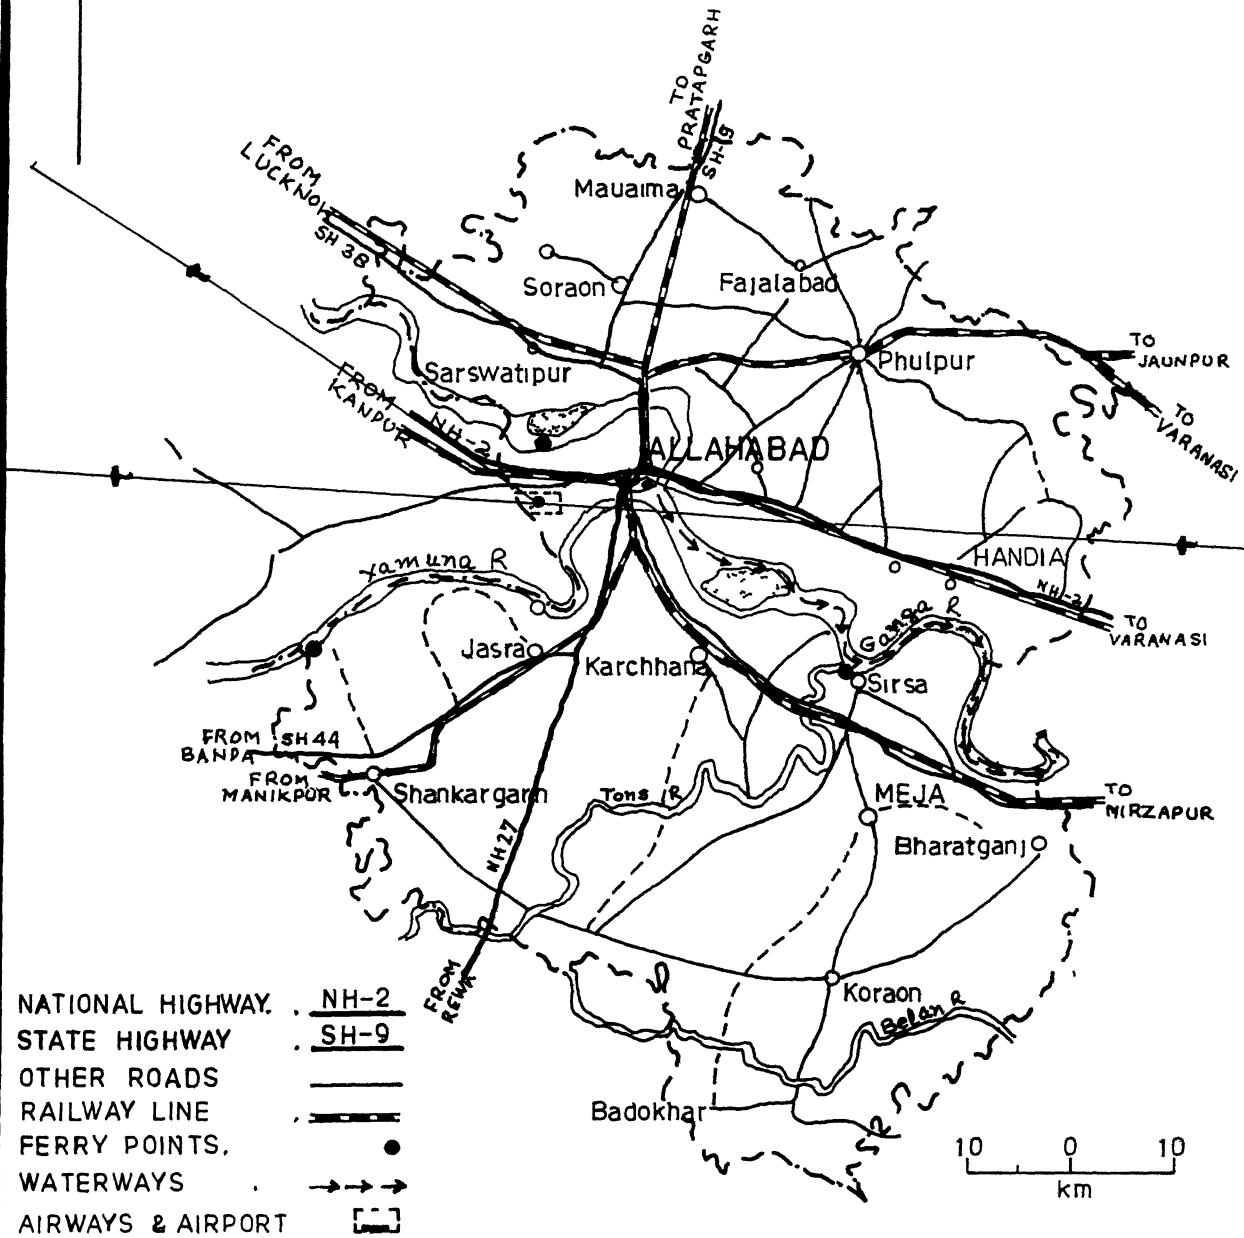 TO
PRATAPGARH
SH-9
FROM
LUCKNOW
SH 38
Mauaima
Soraon
Fajalabad
Sarswatipur
Phulpur
TO
JAUNPUR
TO
VARANASI
FROM
KANPUR
NH-2
ALLAHABAD
HANDIA
NH-2
TO
VARANASI
Yamuna R
Ganga R
Jasra
Karchhana
Sirsa
FROM
BANDA
SH44
FROM
MANIKPUR
Shankargarh
Tons R
MEJA
TO
MIRZAPUR
Bharatganj
NH27
FROM
REWA
Koraon
Belan R
Badokhar
NATIONAL HIGHWAY. . NH-2
STATE HIGHWAY . SH-9
OTHER ROADS
RAILWAY LINE .
FERRY POINTS.
WATERWAYS .
AIRWAYS & AIRPORT
10 0 10
km